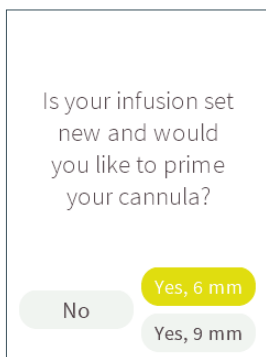 Is your infusion set
new and would
you like to prime
your cannula?
Yes, 6 mm
No
Yes, 9 mm